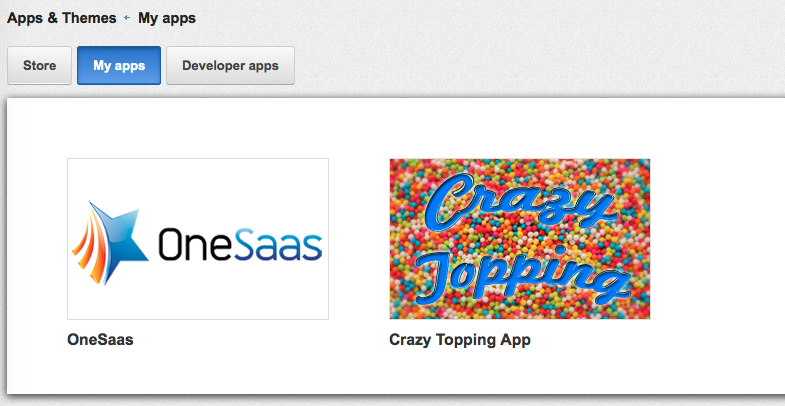 Apps & Themes ← My apps
Store My apps Developer apps
OneSaas
Crazy
Topping
OneSaas Crazy Topping App